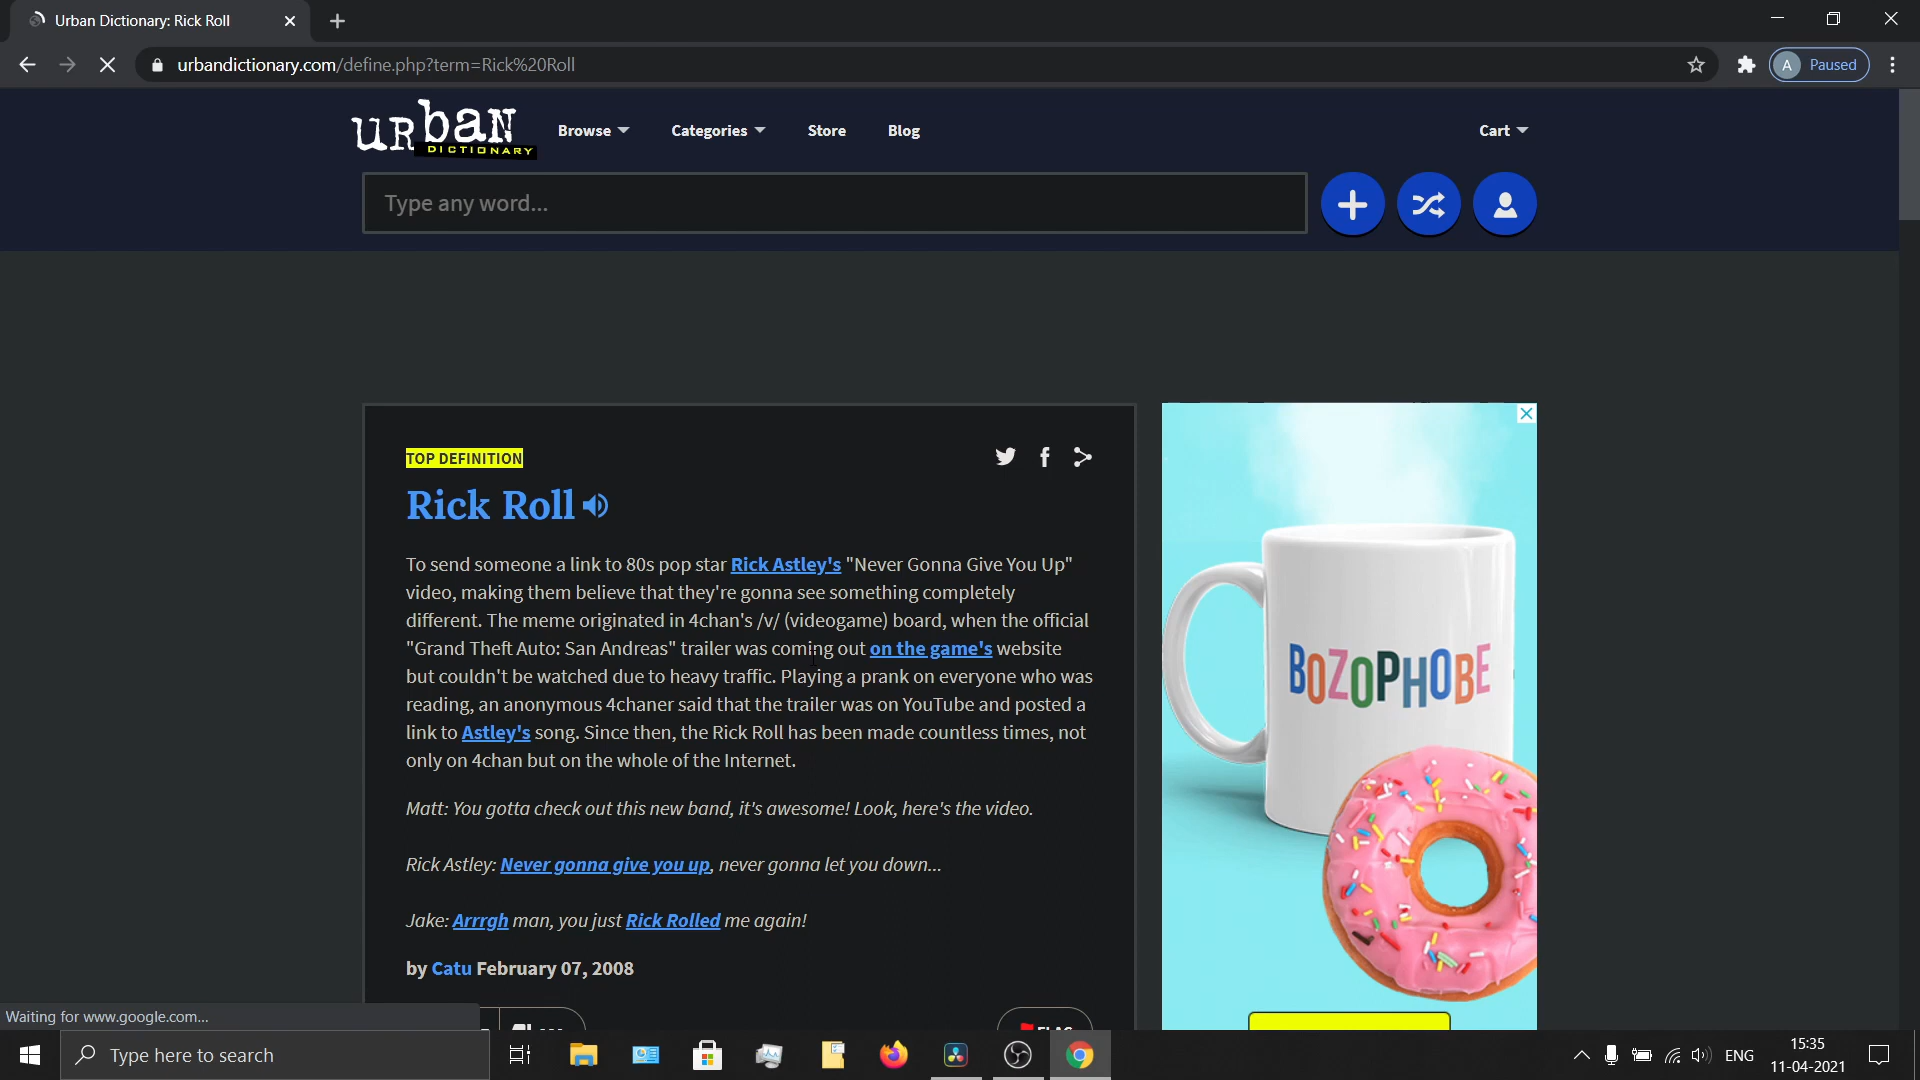 Urban Dictionary: Rick Roll
urbandictionary.com/define.php?term=Rick%20Roll
A Paused
urban
DICTIONARY
Browse
Categories
Store
Blog
Cart
Type any word...
TOP DEFINITION
Rick Roll
To send someone a link to 80s pop star Rick Astley's "Never Gonna Give You Up"
video, making them believe that they're gonna see something completely
different. The meme originated in 4chan's /v/ (videogame) board, when the official
"Grand Theft Auto: San Andreas" trailer was coming out on the game's website
but couldn't be watched due to heavy traffic. Playing a prank on everyone who was
reading, an anonymous 4chaner said that the trailer was on YouTube and posted a
link to Astley's song. Since then, the Rick Roll has been made countless times, not
only on 4chan but on the whole of the Internet.
Matt: You gotta check out this new band, it's awesome! Look, here's the video.
Rick Astley: Never gonna give you up, never gonna let you down...
Jake: Arrrgh man, you just Rick Rolled me again!
by Catu February 07, 2008
FLAG
BOZOPHOBE
Waiting for www.google.com...
Type here to search
ENG
15:35
11-04-2021